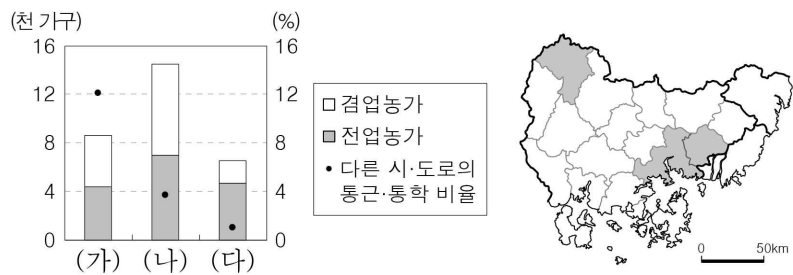 (천 가구)
(%)
16
12
8
4
0
16
12
8
4
0
(가)
(나)
(다)
겸업농가
전업농가
다른 시·도로의
통근·통학 비율
0
50km